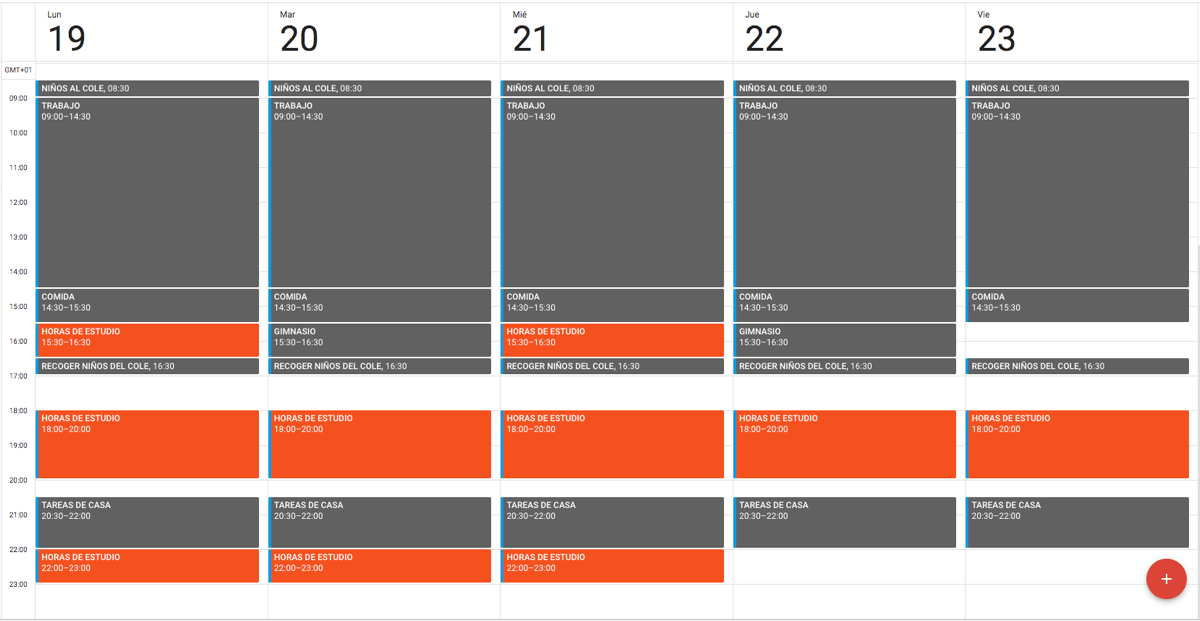 Lun
19
Mar
20
Mié
21
Jue
22
Vie
23
GMT+01
09:00
10:00
11:00
12:00
13:00
14:00
15:00
16:00
17:00
18:00
19:00
20:00
21:00
22:00
23:00
NIÑOS AL COLE, 08:30
TRABAJO
09:00–14:30
COMIDA
14:30–15:30
HORAS DE ESTUDIO
15:30–16:30
RECOGER NIÑOS DEL COLE, 16:30
HORAS DE ESTUDIO
18:00–20:00
TAREAS DE CASA
20:30–22:00
HORAS DE ESTUDIO
22:00–23:00
NIÑOS AL COLE, 08:30
TRABAJO
09:00–14:30
COMIDA
14:30–15:30
GIMNASIO
15:30–16:30
RECOGER NIÑOS DEL COLE, 16:30
HORAS DE ESTUDIO
18:00–20:00
TAREAS DE CASA
20:30–22:00
HORAS DE ESTUDIO
22:00–23:00
NIÑOS AL COLE, 08:30
TRABAJO
09:00–14:30
COMIDA
14:30–15:30
HORAS DE ESTUDIO
15:30–16:30
RECOGER NIÑOS DEL COLE, 16:30
HORAS DE ESTUDIO
18:00–20:00
TAREAS DE CASA
20:30–22:00
HORAS DE ESTUDIO
22:00–23:00
NIÑOS AL COLE, 08:30
TRABAJO
09:00–14:30
COMIDA
14:30–15:30
GIMNASIO
15:30–16:30
RECOGER NIÑOS DEL COLE, 16:30
HORAS DE ESTUDIO
18:00–20:00
TAREAS DE CASA
20:30–22:00
NIÑOS AL COLE, 08:30
TRABAJO
09:00–14:30
COMIDA
14:30–15:30
RECOGER NIÑOS DEL COLE, 16:30
HORAS DE ESTUDIO
18:00–20:00
TAREAS DE CASA
20:30–22:00
+